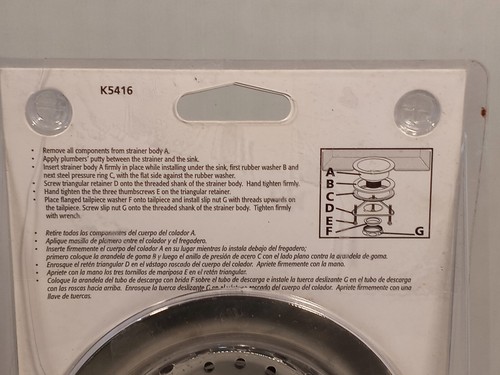 K5416
• Remove all components from strainer body A.
• Apply plumbers' putty between the strainer and the sink.
• Insert strainer body A firmly in place while installing under the sink, first rubber washer B and
next steel pressure ring C, with the flat side against the rubber washer.
• Screw triangular retainer D onto the threaded shank of the strainer body. Hand tighten firmly.
• Hand tighten the the three thumbscrews E on the triangular retainer.
• Place flanged tailpiece washer F onto tailpiece and install slip nut G with threads upwards on
the tailpiece. Screw slip nut G onto the threaded shank of the strainer body. Tighten firmly
with wrench.
A
B
C
D
E
F
G
• Retire todos los componentes del cuerpo del colador A.
• Aplique masilla de plomero entre el colador y el fregadero.
• Inserte firmemente el cuerpo del colador A en su lugar mientras lo instala debajo del fregadero;
primero coloque la arandela de goma B y luego el anillo de presión de acero C con el lado plano contra la arandela de goma.
• Enrosque el retén triangular D en el vástago roscado del cuerpo del colador. Apriete firmemente con la mano.
• Apriete con la mano los tres tornillos de mariposa E en el retén triangular.
• Coloque la arandela del tubo de descarga con brida F sobre el tubo de descarga e instale la tuerca deslizante G en el tubo de descarga
con las roscas hacia arriba. Enrosque la tuerca deslizante G en el vástago roscado del cuerpo del colador. Apriete firmemente con una
llave de tuercas.